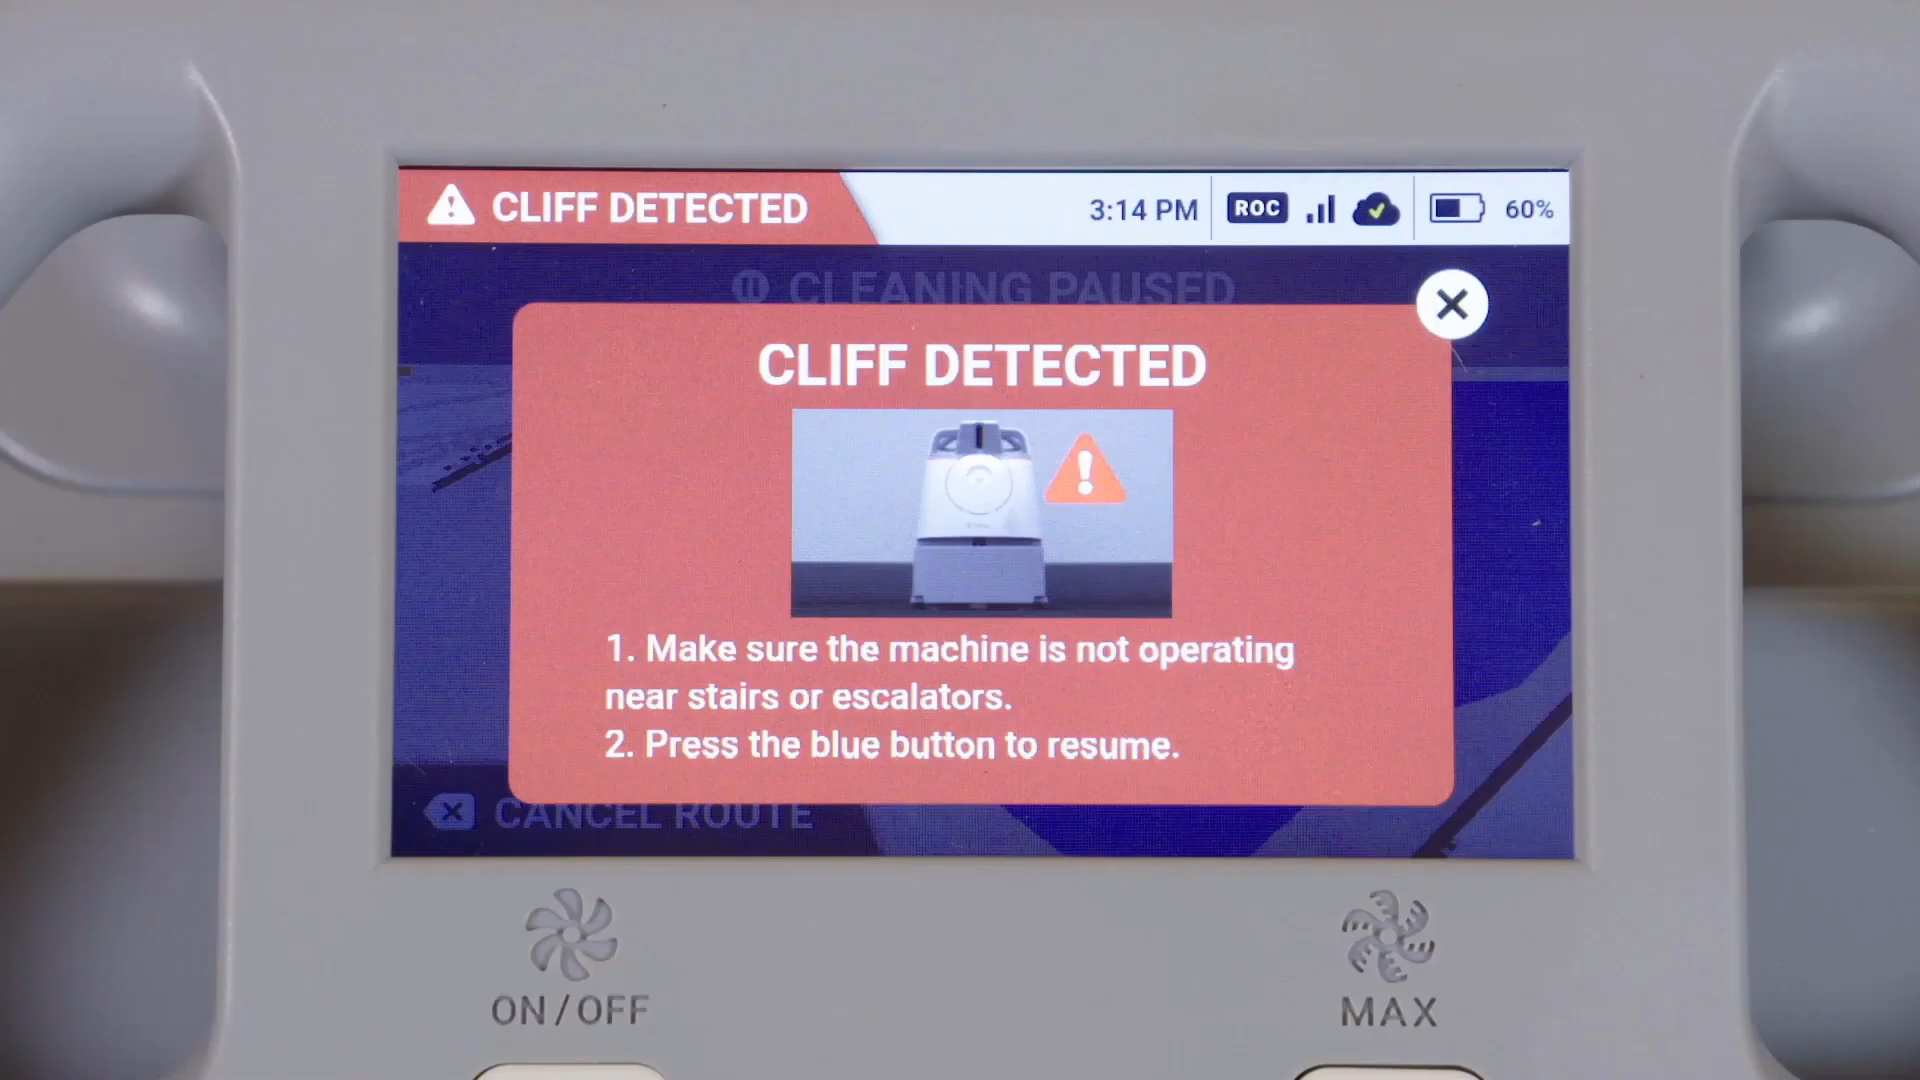 CLIFF DETECTED
3:14 PM
ROC
60%
CLEANING PAUSED
CLIFF DETECTED
1. Make sure the machine is not operating
near stairs or escalators.
2. Press the blue button to resume.
CANCEL ROUTE
ON/OFF
MAX